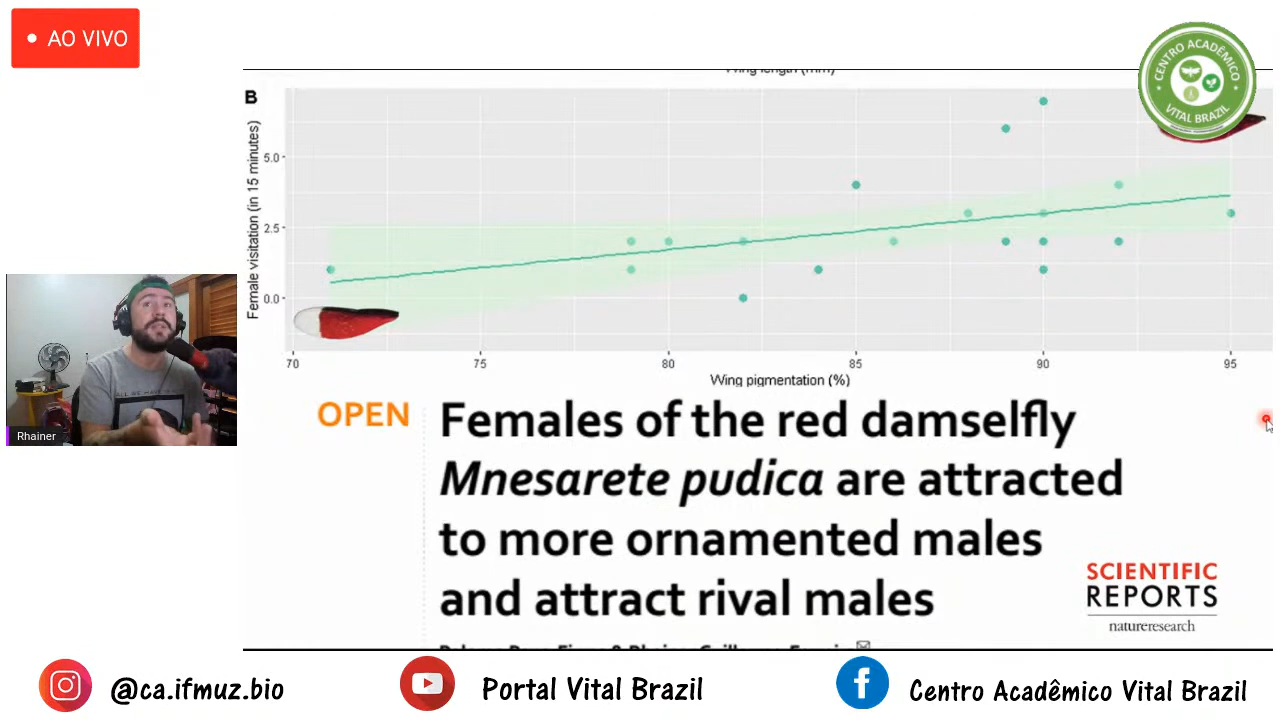 AO VIVO
Wing length (mm)
CENTRO ACADÊMICO
VITAL BRAZIL
B
Female visitation (in 15 minutes)
5.0
2.5
0.0
70
75
80
85
90
95
Wing pigmentation (%)
OPEN
Females of the red damselfly
Mnesarete pudica are attracted
to more ornamented males
and attract rival males
SCIENTIFIC
REPORTS
natureresearch
Rhainer
@ca.ifmuz.bio
Portal Vital Brazil
Centro Acadêmico Vital Brazil